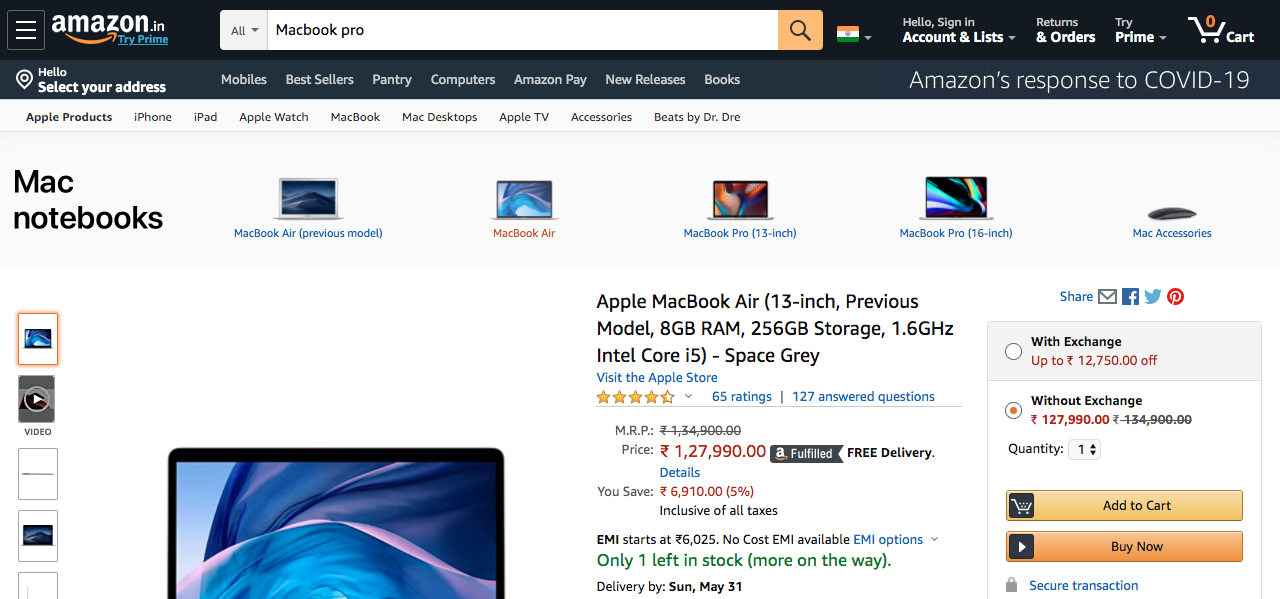 amazon.in
Try Prime
All
Macbook pro
Hello, Sign in
Account & Lists
Returns
& Orders
Try
Prime
0
Cart
Hello
Select your address
Mobiles
Best Sellers
Pantry
Computers
Amazon Pay
New Releases
Books
Amazon's response to COVID-19
Apple Products
iPhone
iPad
Apple Watch
MacBook
Mac Desktops
Apple TV
Accessories
Beats by Dr. Dre
Mac
notebooks
MacBook Air (previous model)
MacBook Air
MacBook Pro (13-inch)
MacBook Pro (16-inch)
Mac Accessories
VIDEO
Apple MacBook Air (13-inch, Previous
Model, 8GB RAM, 256GB Storage, 1.6GHz
Intel Core i5) - Space Grey
Visit the Apple Store
65 ratings | 127 answered questions
M.R.P.: ₹ 1,34,900.00
Price: ₹ 1,27,990.00 a Fulfilled FREE Delivery.
Details
You Save: ₹ 6,910.00 (5%)
Inclusive of all taxes
EMI starts at ₹6,025. No Cost EMI available EMI options
Only 1 left in stock (more on the way).
Delivery by: Sun, May 31
Share
With Exchange
Up to ₹ 12,750.00 off
Without Exchange
₹ 127,990.00 ₹ 134,900.00
Quantity: 1
Add to Cart
Buy Now
Secure transaction